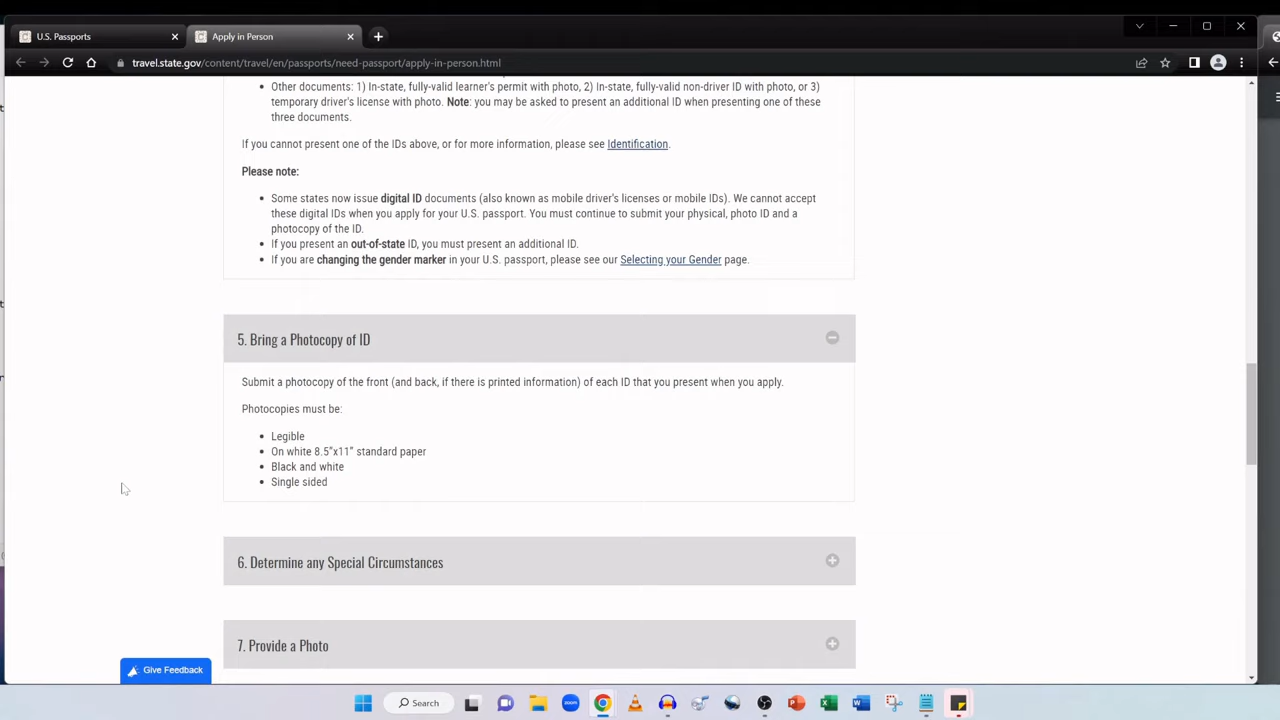 U.S. Passports
Apply in Person
travel.state.gov/content/travel/en/passports/need-passport/apply-in-person.html
Other documents: 1) In-state, fully-valid learner's permit with photo, 2) In-state, fully-valid non-driver ID with photo, or 3)
temporary driver's license with photo. Note: you may be asked to present an additional ID when presenting one of these
three documents.
If you cannot present one of the IDs above, or for more information, please see Identification.
Please note:
Some states now issue digital ID documents (also known as mobile driver's licenses or mobile IDs). We cannot accept
these digital IDs when you apply for your U.S. passport. You must continue to submit your physical, photo ID and a
photocopy of the ID.
If you present an out-of-state ID, you must present an additional ID.
If you are changing the gender marker in your U.S. passport, please see our Selecting your Gender page.
5. Bring a Photocopy of ID
Submit a photocopy of the front (and back, if there is printed information) of each ID that you present when you apply.
Photocopies must be:
Legible
On white 8.5"x11" standard paper
Black and white
Single sided
6. Determine any Special Circumstances
7. Provide a Photo
Give Feedback
Search